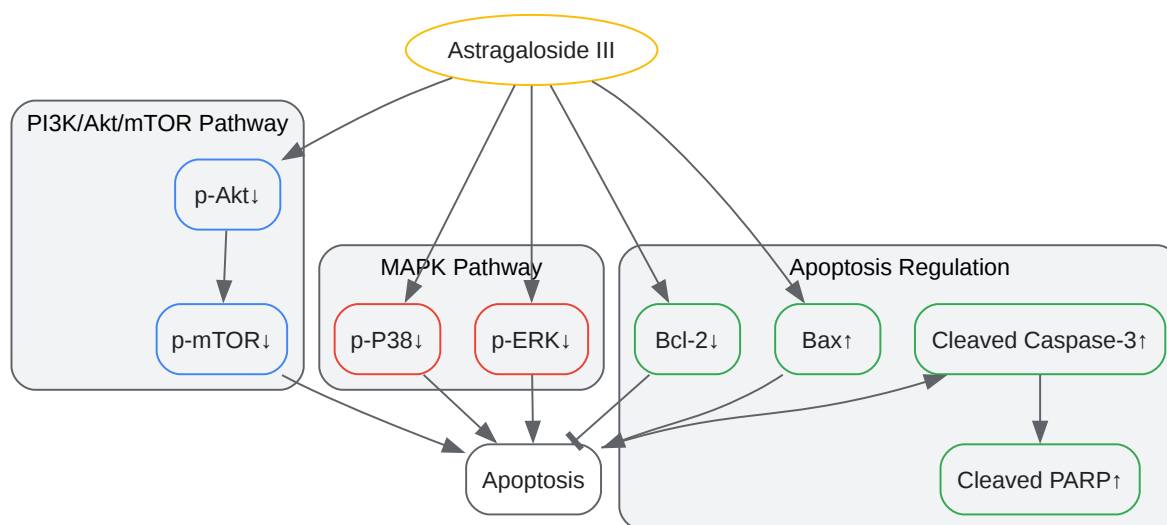 Astragaloside III
PI3K/Akt/mTOR Pathway
p-Akt↓
MAPK Pathway
Apoptosis Regulation
p-mTOR↓
p-P38↓
p-ERK↓
Bcl-2↓
Bax↑
Cleaved Caspase-3↑
Apoptosis
Cleaved PARP↑